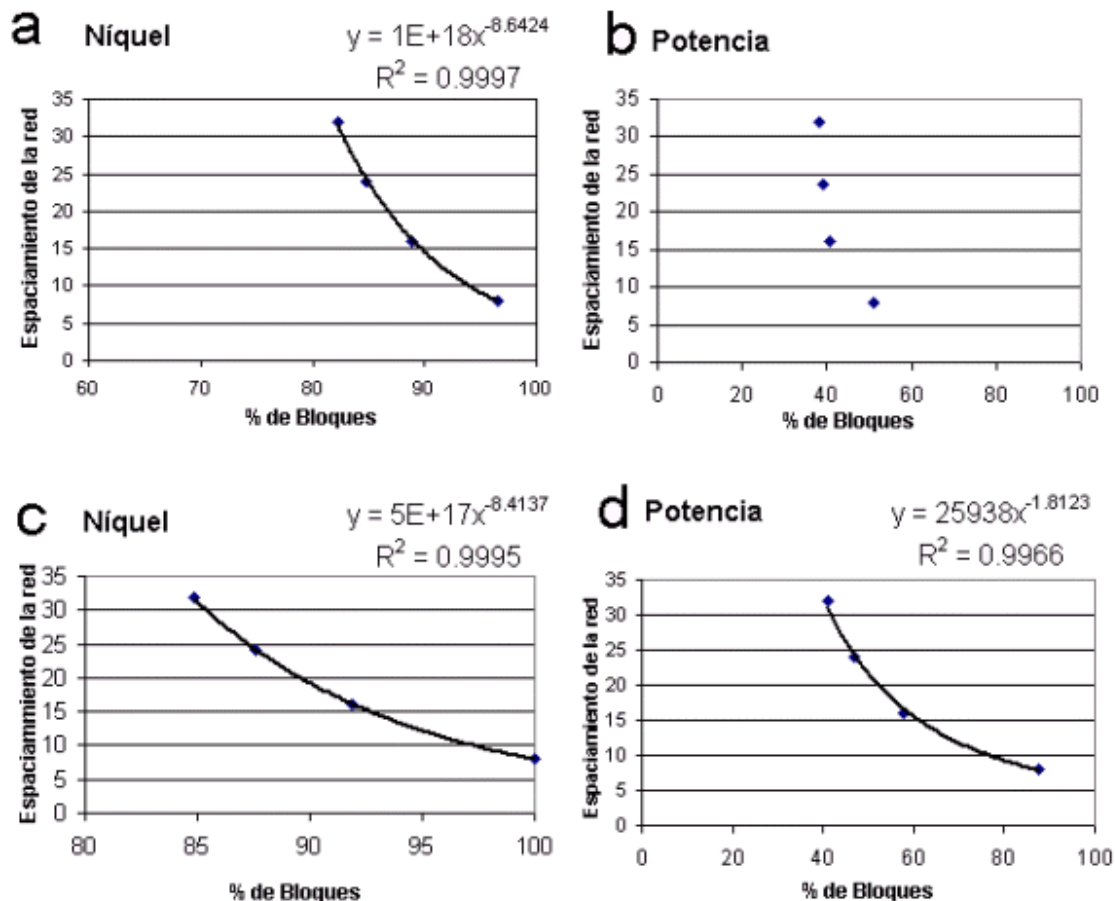 a Níquel
y = 1E+18x^-8.6424
R² = 0.9997
Espaciamiento de la red
35
30
25
20
15
10
5
0
60 70 80 90 100
% de Bloques
b Potencia
Espaciamiento de la red
35
30
25
20
15
10
5
0
0 20 40 60 80 100
% de Bloques
c Níquel
y = 5E+17x^-8.4137
R² = 0.9995
Espaciammiento de la red
35
30
25
20
15
10
5
0
80 85 90 95 100
% de Bloques
d Potencia
y = 25938x^-1.8123
R² = 0.9966
Espaciamiento de la red
35
30
25
20
15
10
5
0
0 20 40 60 80 100
% de Bloques